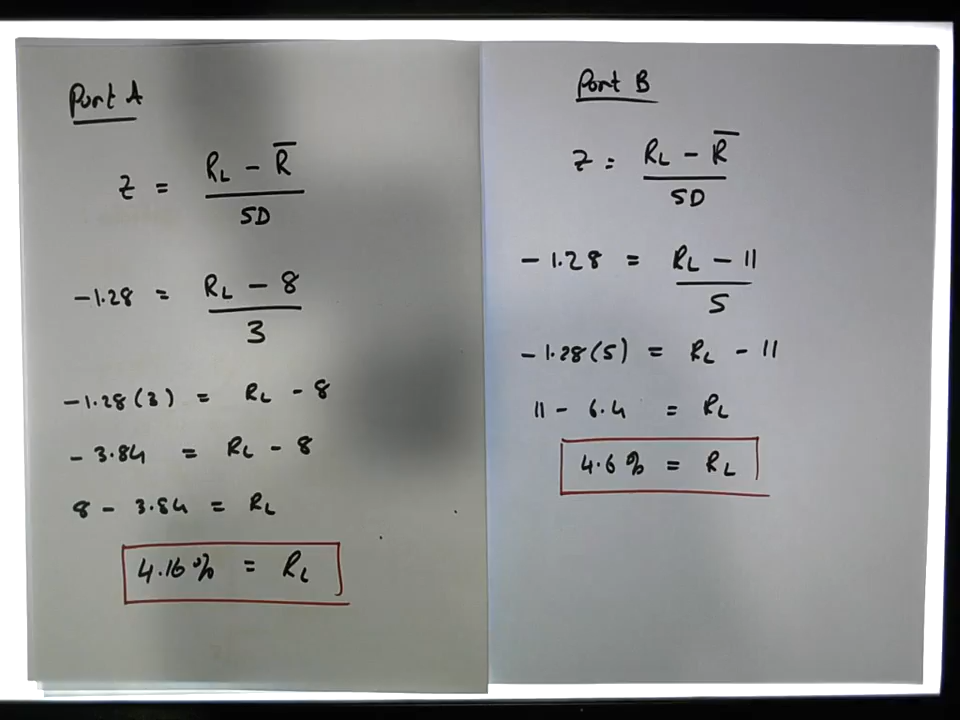 Port A
Z = (R_L - R̅) / SD
-1.28 = (R_L - 8) / 3
-1.28(3) = R_L - 8
-3.84 = R_L - 8
8 - 3.84 = R_L
4.16% = R_L
Port B
Z = (R_L - R̅) / SD
-1.28 = (R_L - 11) / 5
-1.28(5) = R_L - 11
11 - 6.4 = R_L
4.6% = R_L